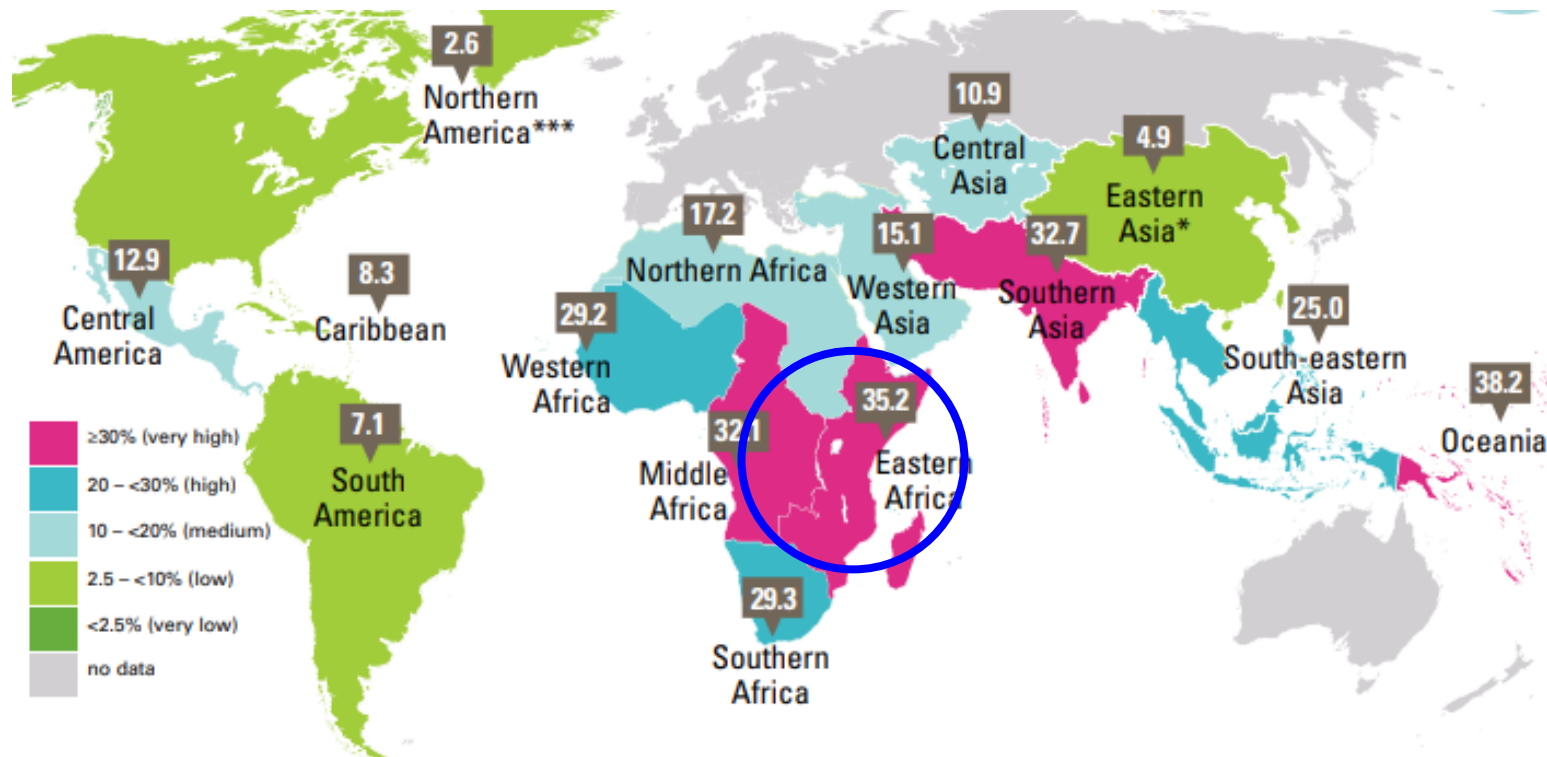 2.6
Northern
America***
10.9
Central
Asia
4.9
Eastern
Asia*
17.2
Northern Africa
15.1
Western
Asia
32.7
Southern
Asia
12.9
Central
America
8.3
Caribbean
29.2
Western
Africa
25.0
South-eastern
Asia
38.2
Oceania
35.2
Eastern
Africa
32.1
Middle
Africa
7.1
South
America
29.3
Southern
Africa
≥30% (very high)
20 – <30% (high)
10 – <20% (medium)
2.5 – <10% (low)
<2.5% (very low)
no data